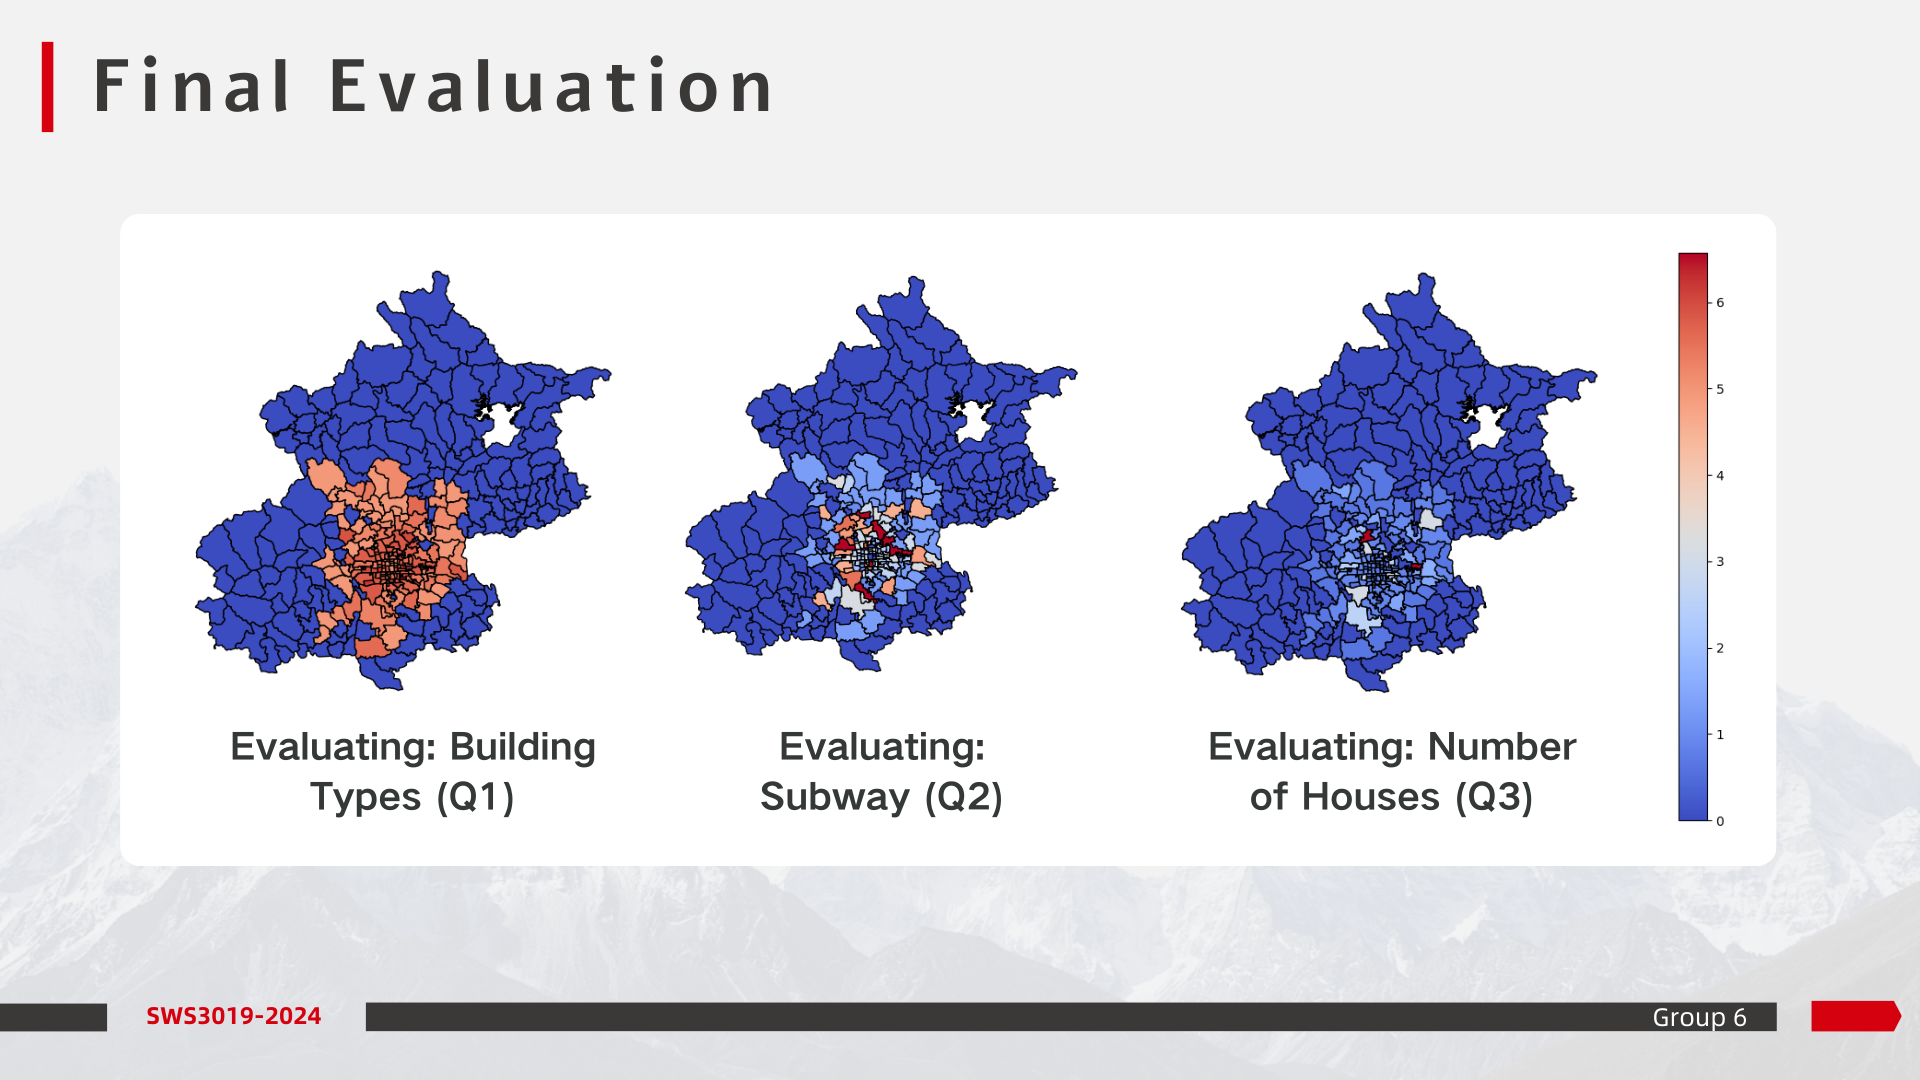 Final Evaluation
6
5
4
3
2
1
0
Evaluating: Building
Types (Q1)
Evaluating:
Subway (Q2)
Evaluating: Number
of Houses (Q3)
SWS3019-2024
Group 6